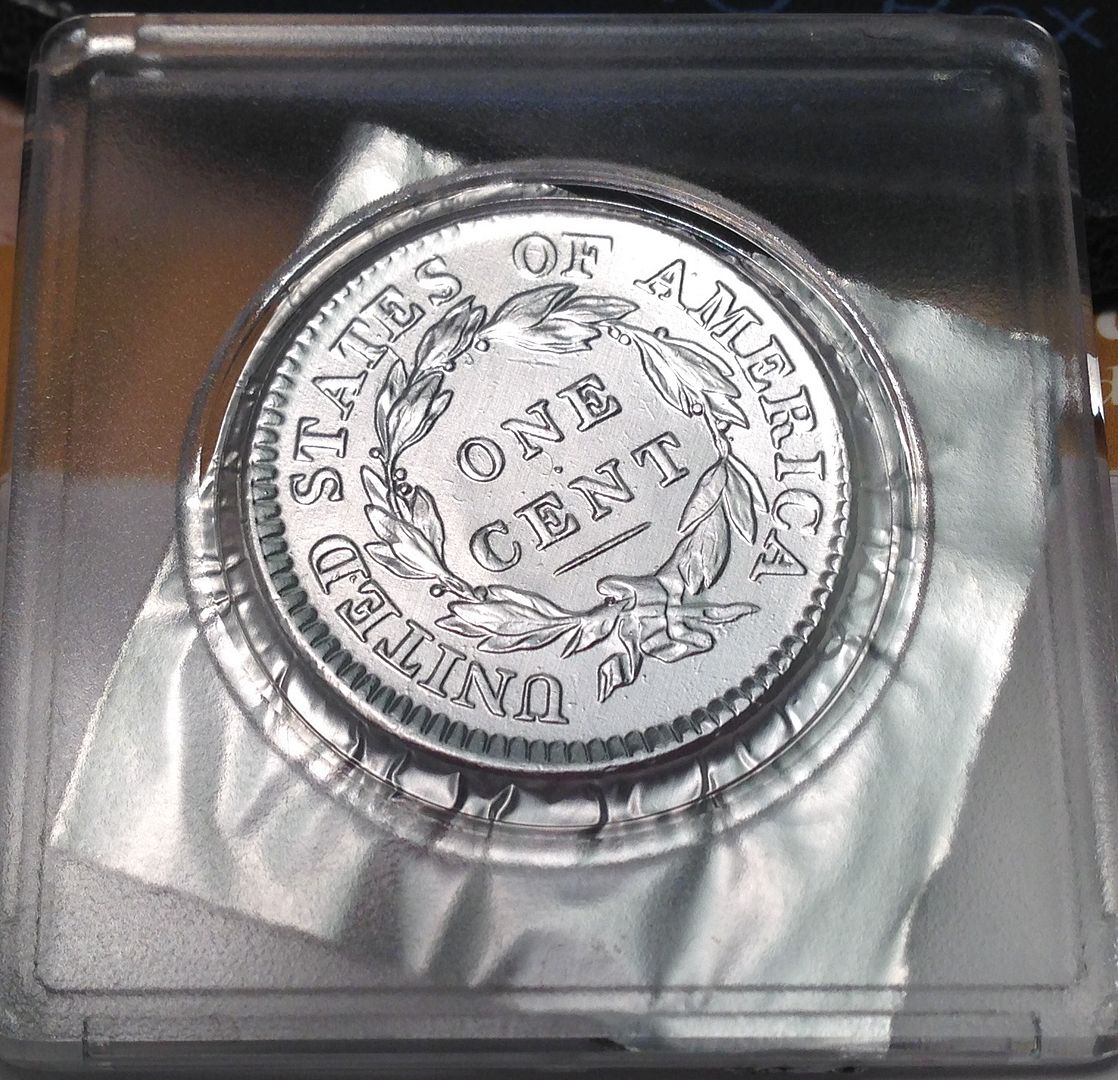 UNITED STATES OF AMERICA
ONE
CENT